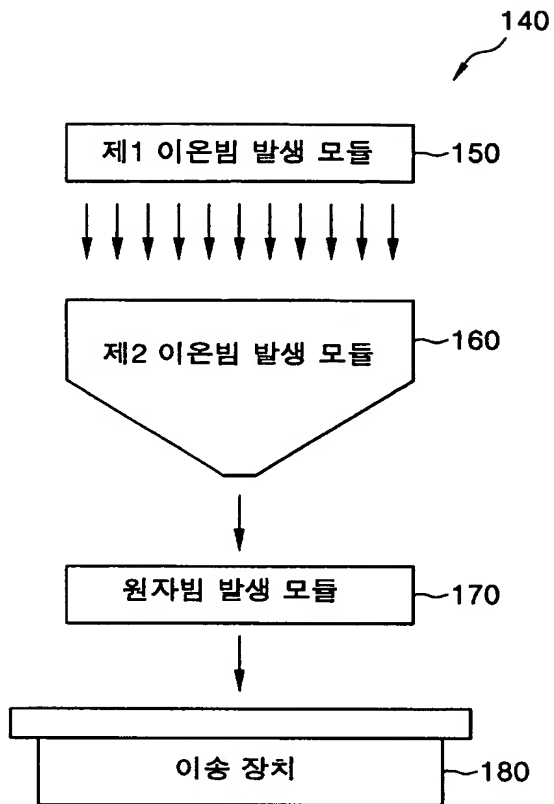 140
제1 이온빔 발생 모듈 150
제2 이온빔 발생 모듈 160
원자빔 발생 모듈 170
이송 장치 180